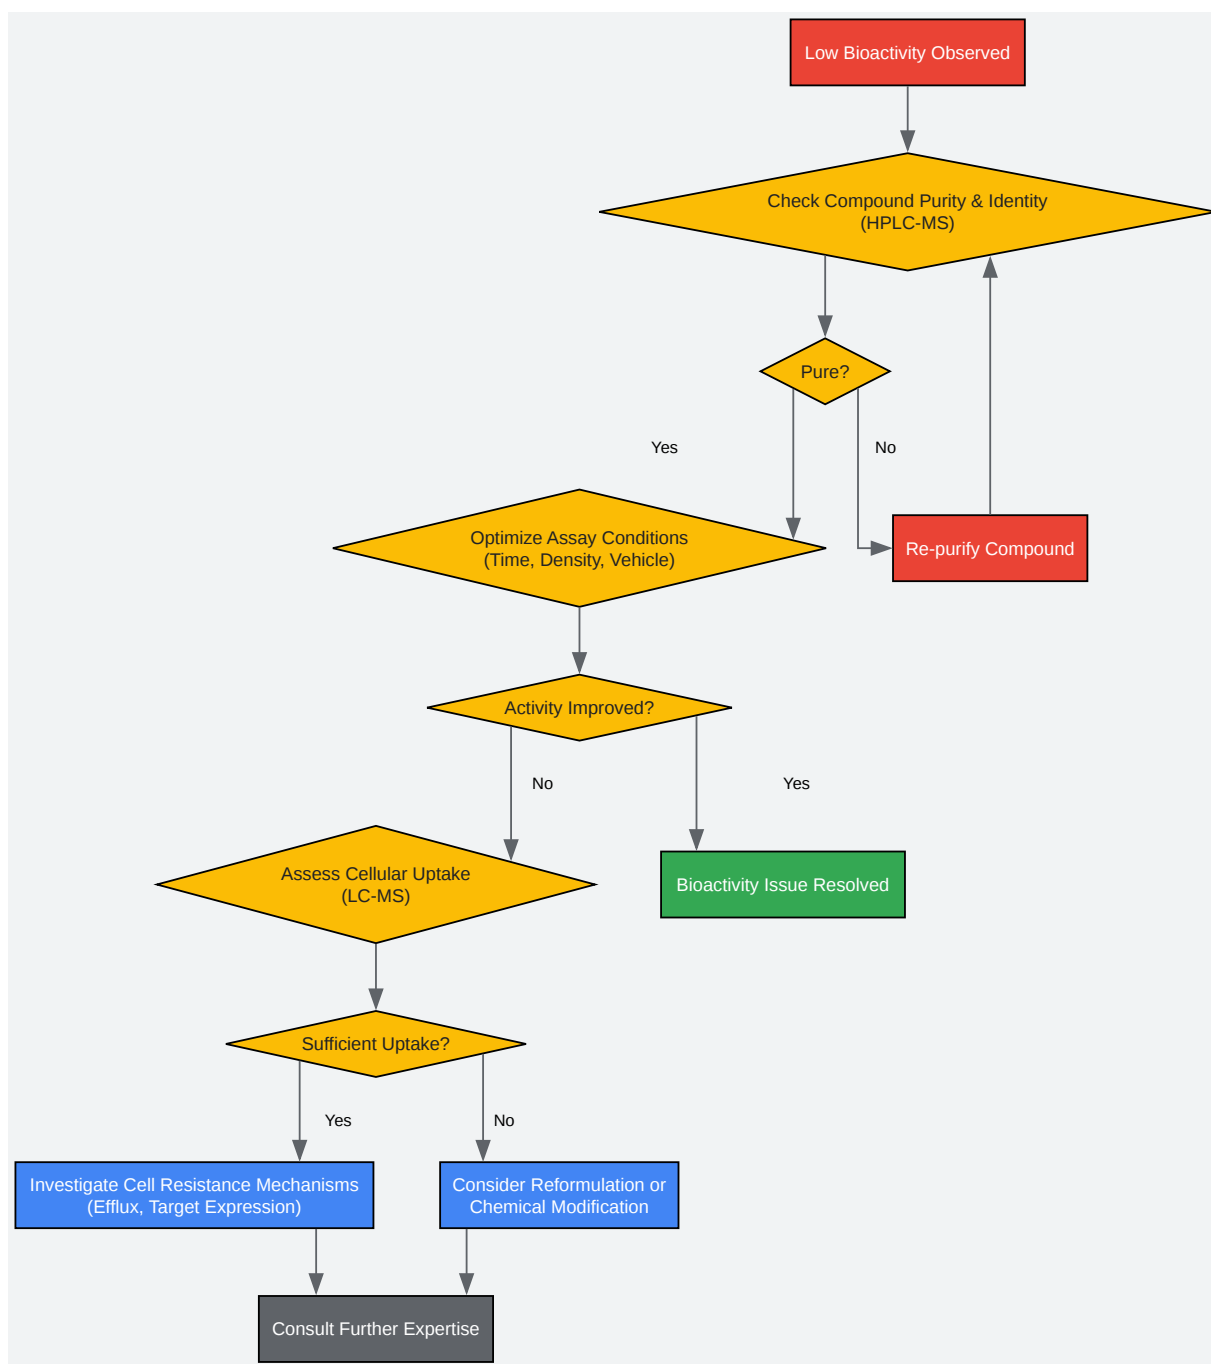 Low Bioactivity Observed
Check Compound Purity & Identity
(HPLC-MS)
Pure?
Yes
No
Optimize Assay Conditions
(Time, Density, Vehicle)
Re-purify Compound
Activity Improved?
No
Yes
Assess Cellular Uptake
(LC-MS)
Bioactivity Issue Resolved
Sufficient Uptake?
Yes
No
Investigate Cell Resistance Mechanisms
(Efflux, Target Expression)
Consider Reformulation or
Chemical Modification
Consult Further Expertise